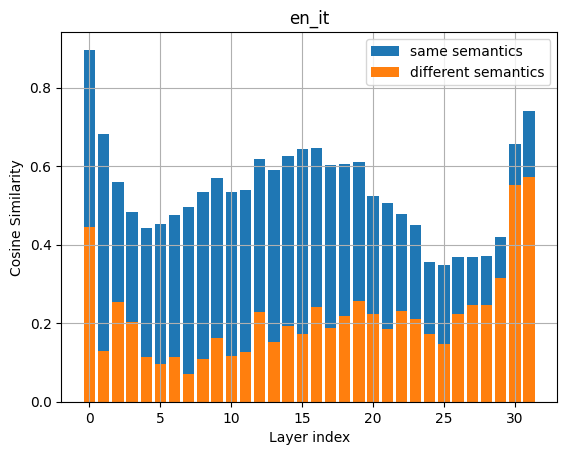 en_it
same semantics
different semantics
Cosine Similarity
0.8
0.6
0.4
0.2
0.0
0 5 10 15 20 25 30
Layer index